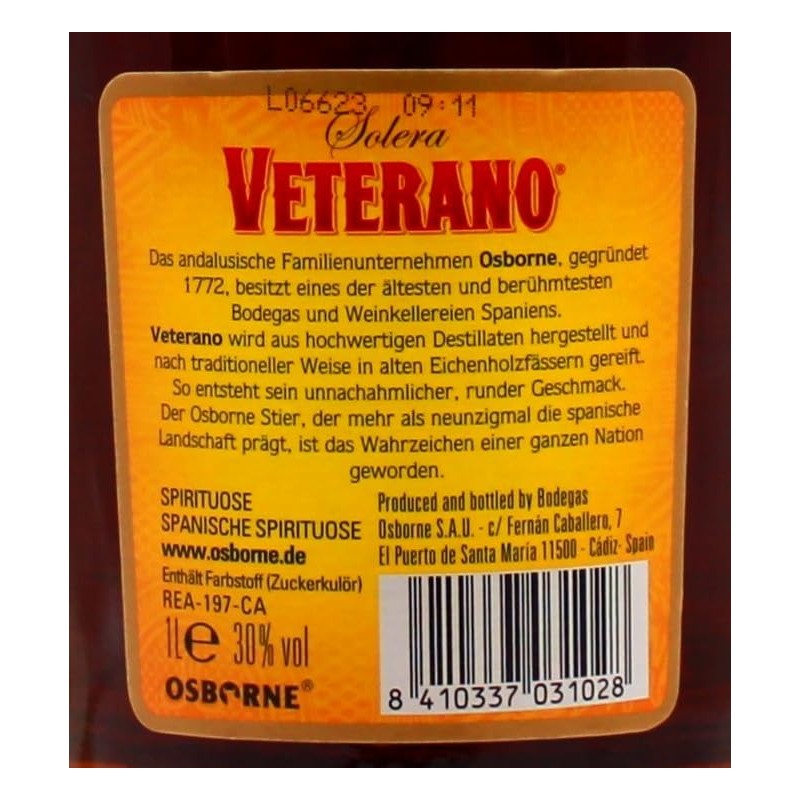 L06623 09:11
Solera
VETERANO®
Das andalusische Familienunternehmen Osborne, gegründet
1772, besitzt eines der ältesten und berühmtesten
Bodegas und Weinkellereien Spaniens.
Veterano wird aus hochwertigen Destillaten hergestellt und
nach traditioneller Weise in alten Eichenholzfässern gereift.
So entsteht sein unnachahmlicher, runder Geschmack.
Der Osborne Stier, der mehr als neunzigmal die spanische
Landschaft prägt, ist das Wahrzeichen einer ganzen Nation
geworden.
SPIRITUOSE
SPANISCHE SPIRITUOSE
www.osborne.de
Enthält Farbstoff (Zuckerkulör)
REA-197-CA
1L℮ 30% vol
OSBORNE®
Produced and bottled by Bodegas
Osborne S.A.U. - c/ Fernán Caballero, 7
El Puerto de Santa María 11500 - Cádiz- Spain
8 410337 031028